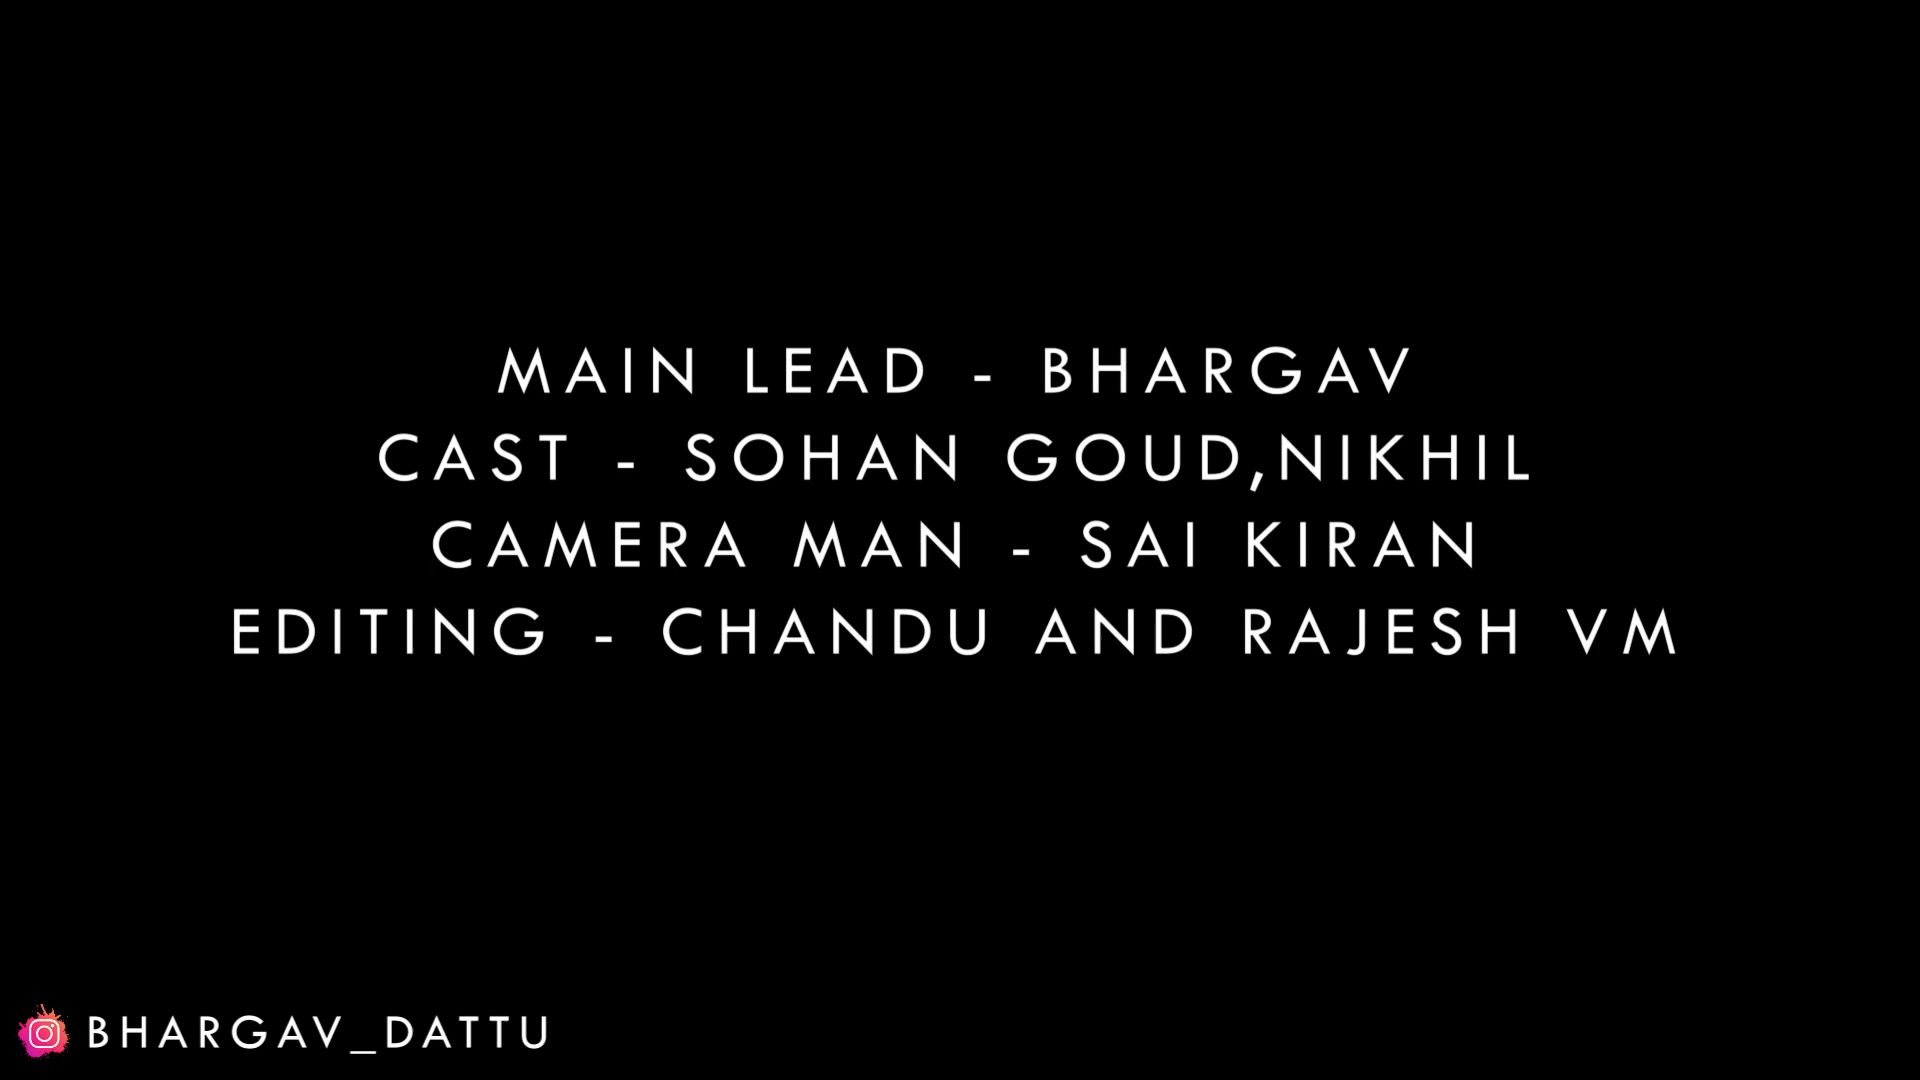 MAIN LEAD - BHARGAV
CAST - SOHAN GOUD,NIKHIL
CAMERA MAN - SAI KIRAN
EDITING - CHANDU AND RAJESH VM
BHARGAV_DATTU